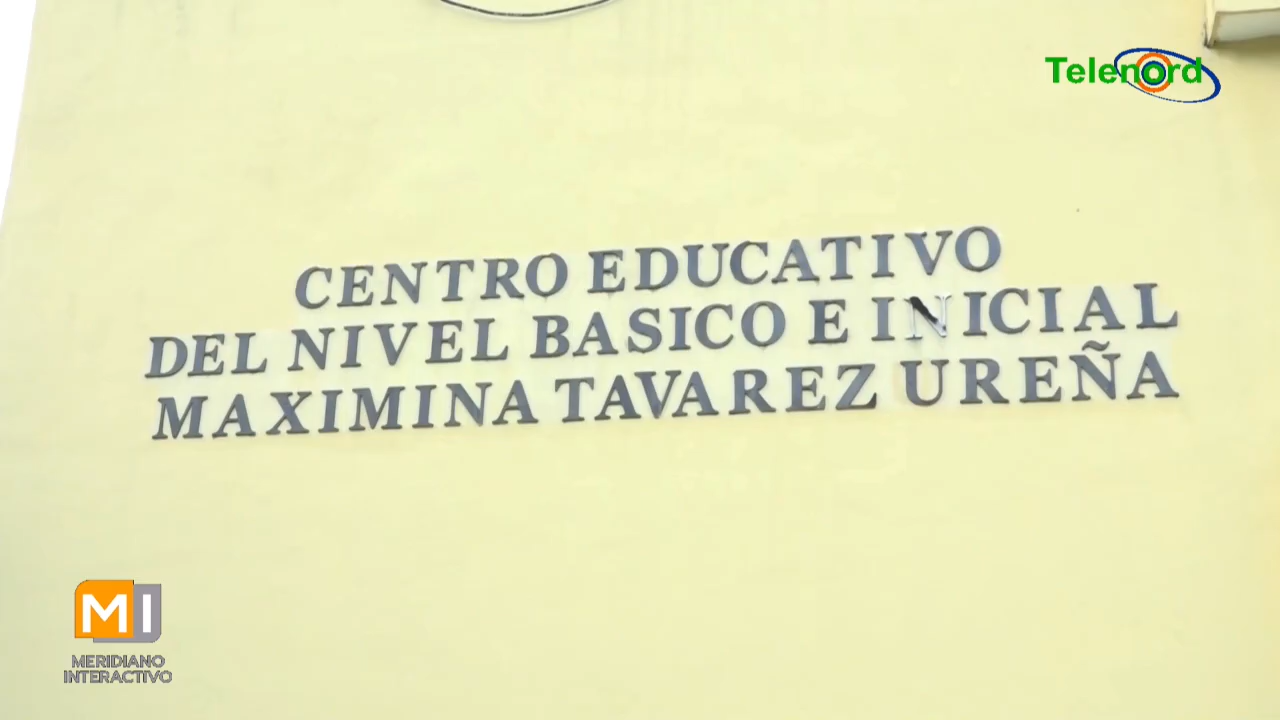 Telenord
CENTRO EDUCATIVO
DEL NIVEL BASICO E INICIAL
MAXIMINA TAVAREZ UREÑA
MI
MERIDIANO
INTERACTIVO